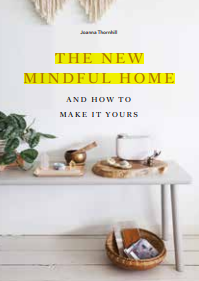 Joanna Thornhill
THE NEW
MINDFUL HOME
AND HOW TO
MAKE IT YOURS